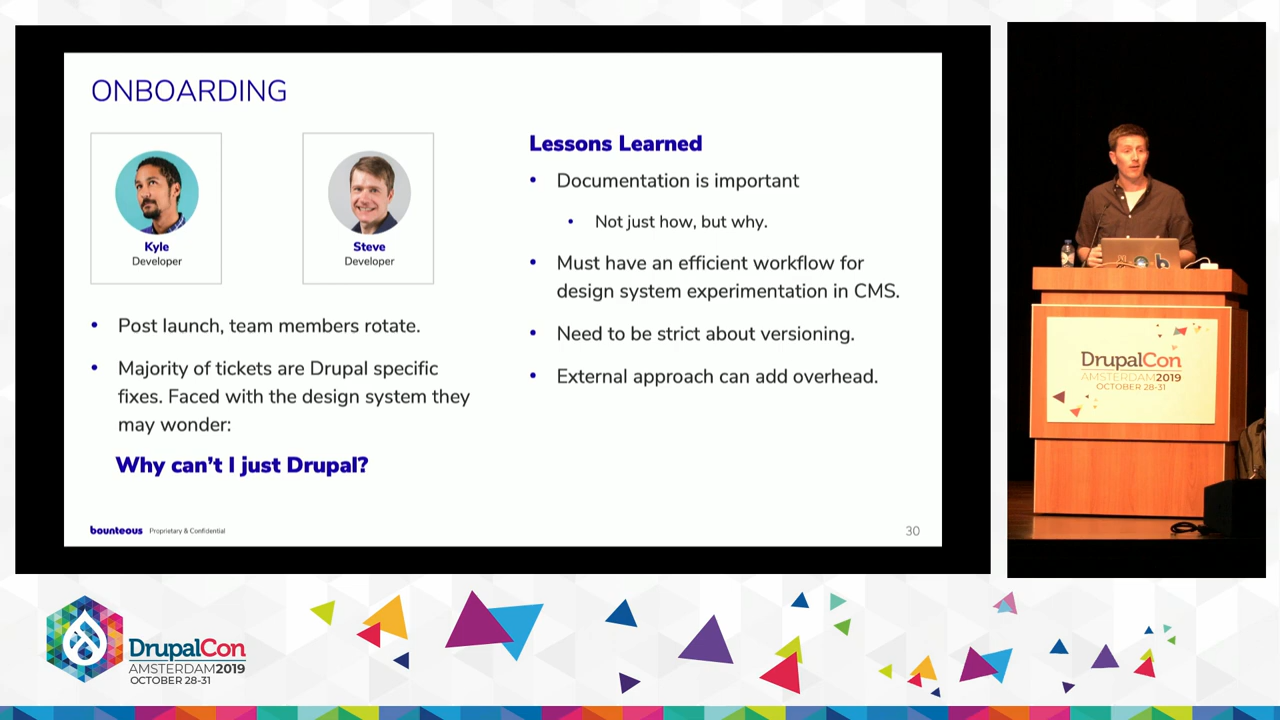 ONBOARDING
Kyle
Developer
Steve
Developer
• Post launch, team members rotate.
• Majority of tickets are Drupal specific
fixes. Faced with the design system they
may wonder:
Why can't I just Drupal?
Lessons Learned
• Documentation is important
• Not just how, but why.
• Must have an efficient workflow for
design system experimentation in CMS.
• Need to be strict about versioning.
• External approach can add overhead.
bounteous Proprietary & Confidential
30
DrupalCon
AMSTERDAM2019
OCTOBER 28-31
DrupalCon
AMSTERDAM2019
OCTOBER 28-31